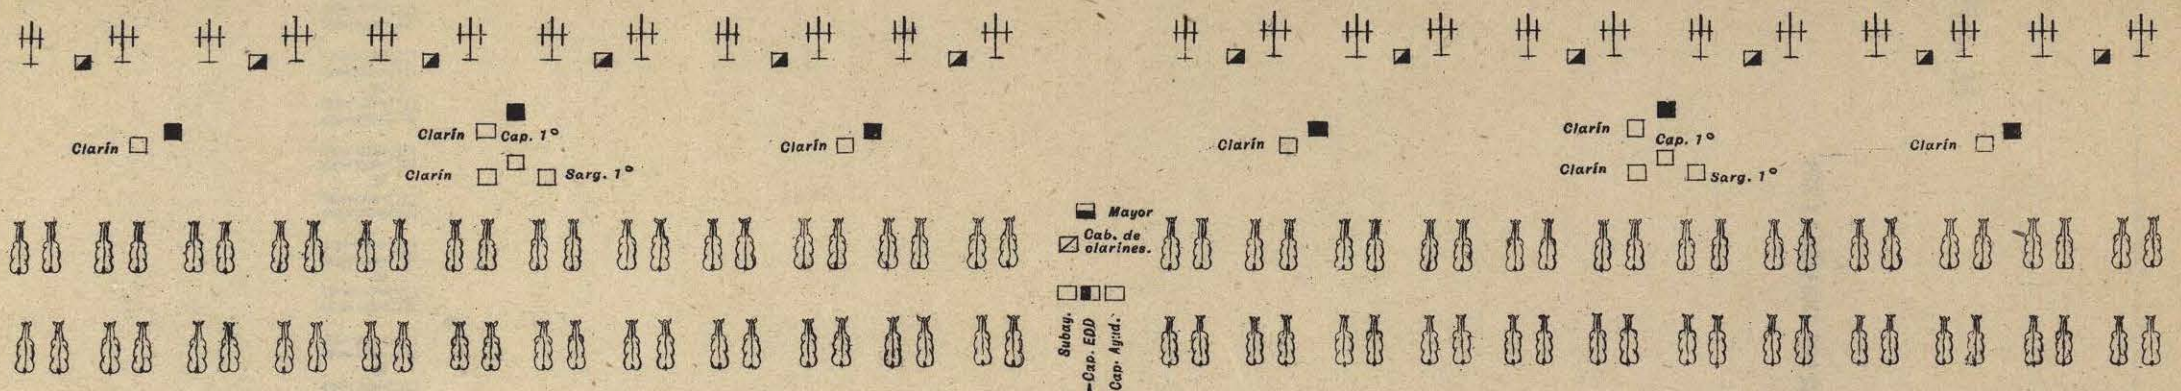 Clarín
Clarín
Cap. 1°
Clarín
Sarg. 1°
Clarín
Mayor
Cab. de
clarines.
Subay.
Cap. EDD
Cap. Ayud.
Clarín
Clarín
Cap. 1°
Clarín
Sarg. 1°
Clarín